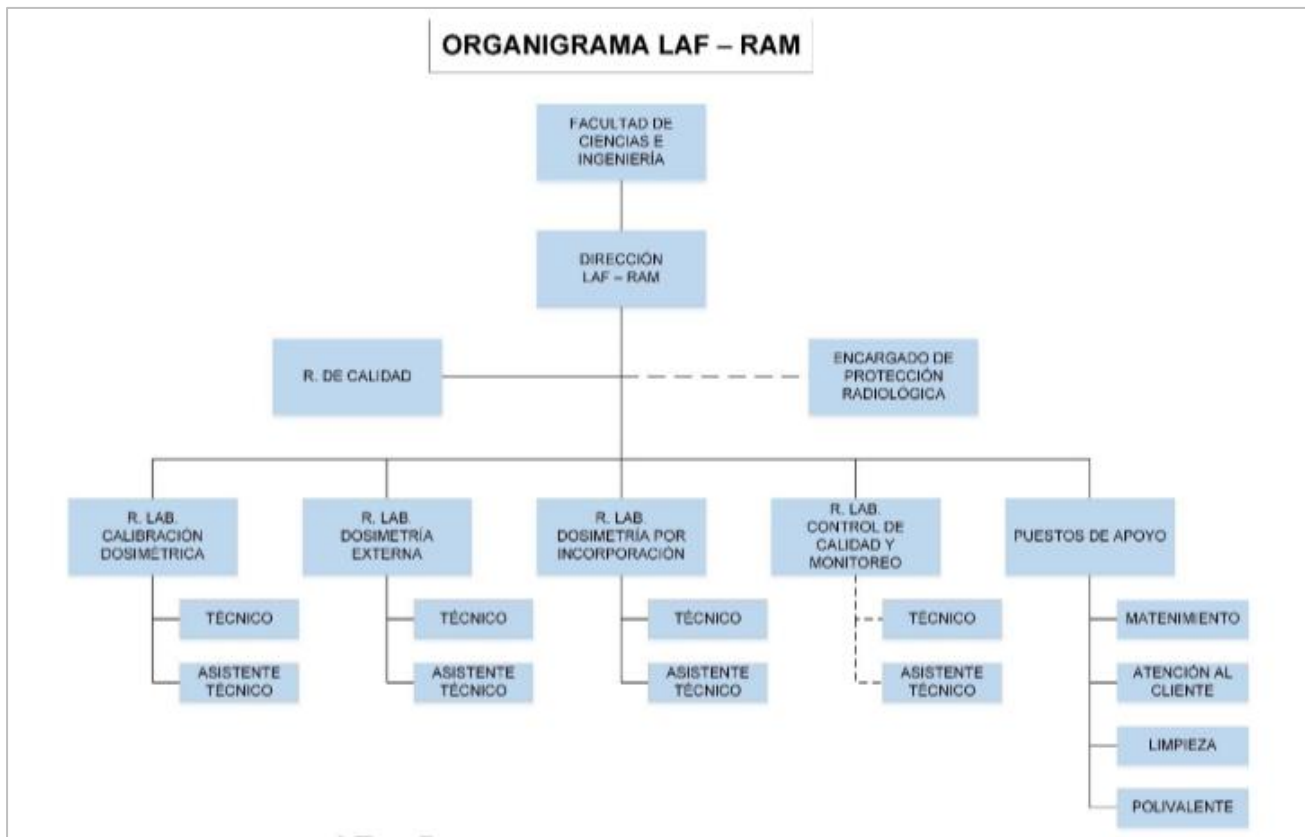 ORGANIGRAMA LAF – RAM
FACULTAD DE
CIENCIAS E
INGENIERÍA
DIRECCIÓN
LAF – RAM
R. DE CALIDAD
ENCARGADO DE
PROTECCIÓN
RADIOLÓGICA
R. LAB.
CALIBRACIÓN
DOSIMÉTRICA
TÉCNICO
ASISTENTE
TÉCNICO
R. LAB.
DOSIMETRÍA
EXTERNA
TÉCNICO
ASISTENTE
TÉCNICO
R. LAB.
DOSIMETRÍA POR
INCORPORACIÓN
TÉCNICO
ASISTENTE
TÉCNICO
R. LAB.
CONTROL DE
CALIDAD Y
MONITOREO
TÉCNICO
ASISTENTE
TÉCNICO
PUESTOS DE APOYO
MATENIMIENTO
ATENCIÓN AL
CLIENTE
LIMPIEZA
POLIVALENTE